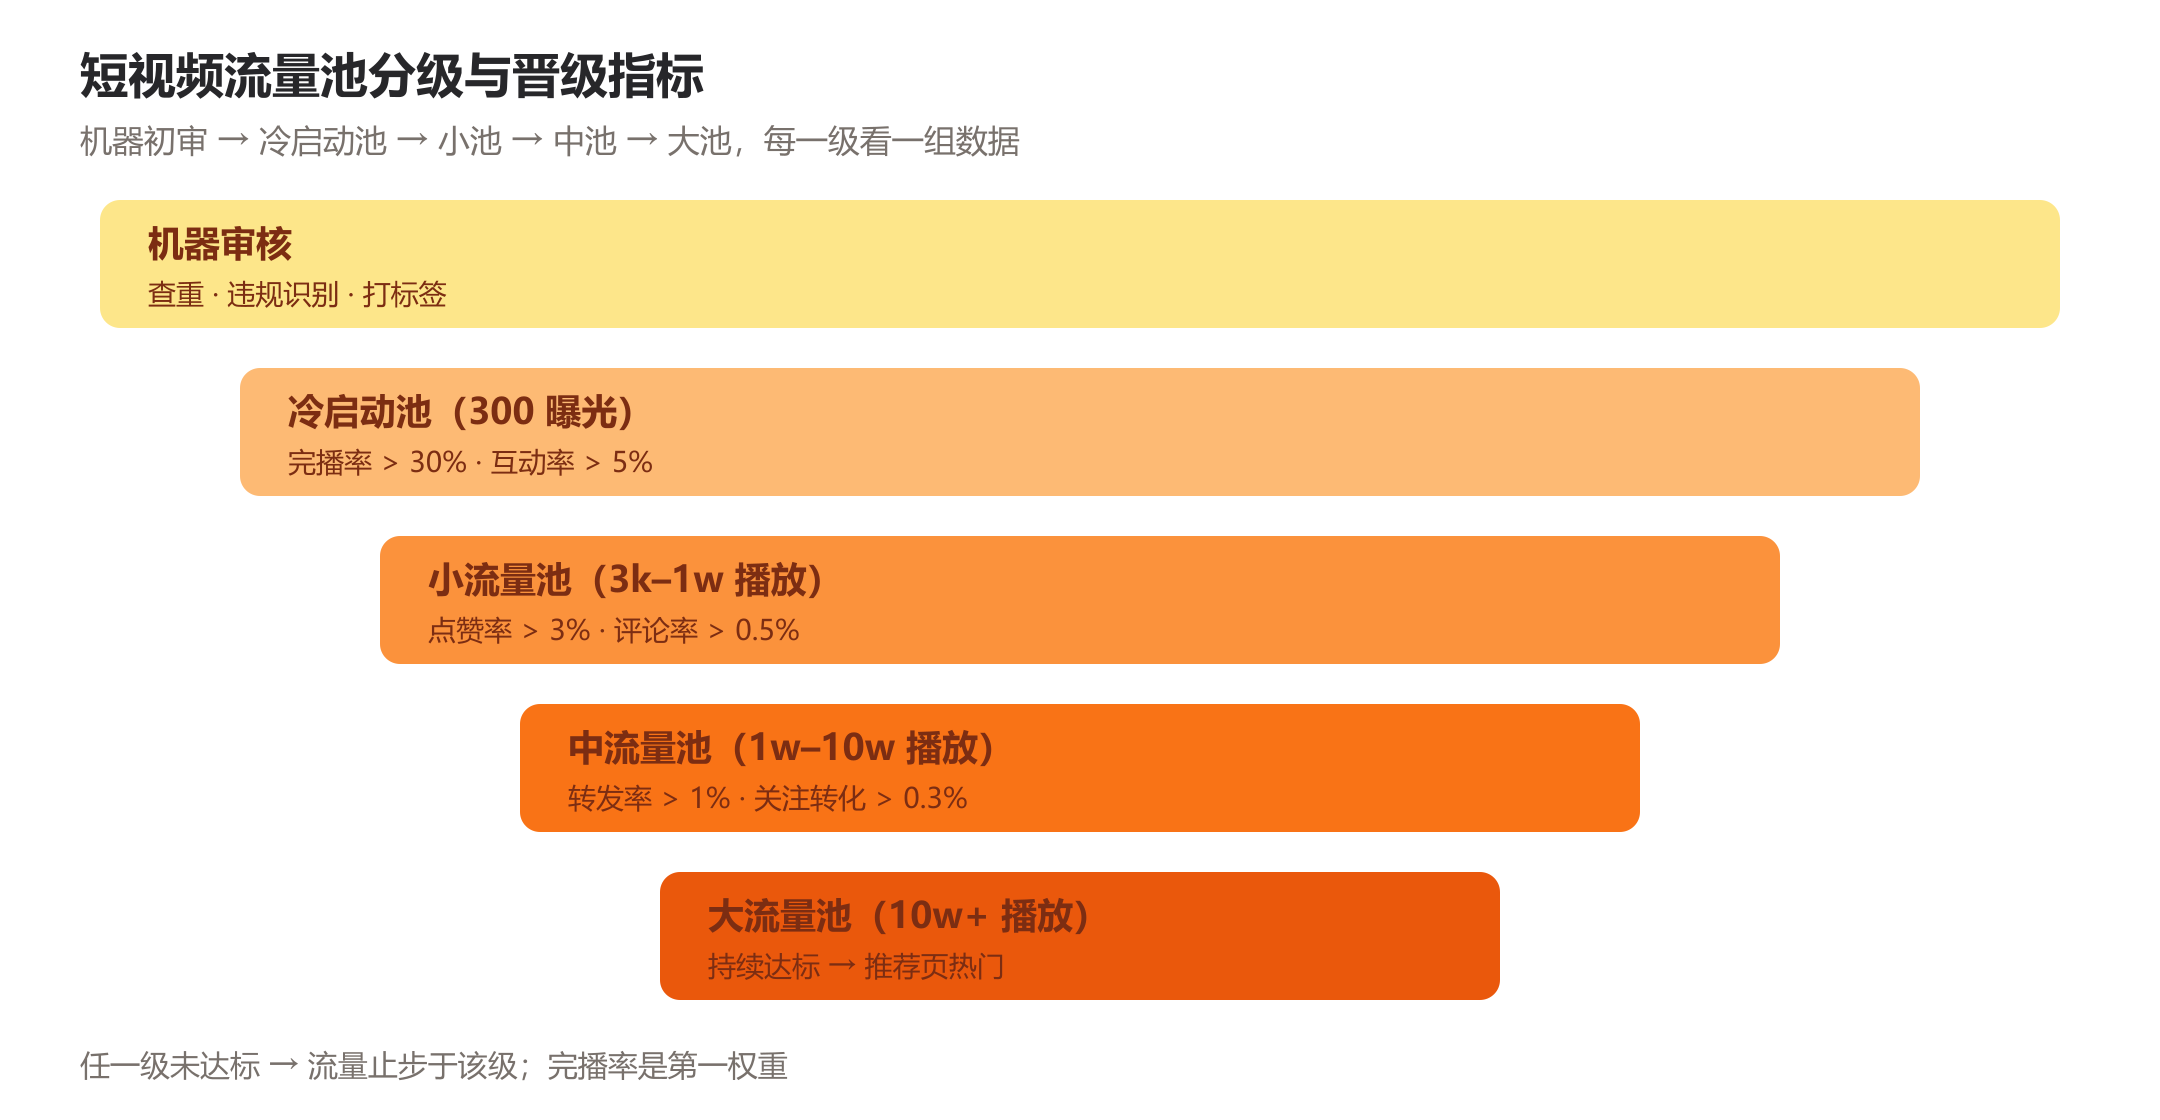 短视频流量池分级与晋级指标
机器初审 → 冷启动池 → 小池 → 中池 → 大池，每一级看一组数据
机器审核
查重 · 违规识别 · 打标签
冷启动池（300 曝光）
完播率 > 30% · 互动率 > 5%
小流量池（3k–1w 播放）
点赞率 > 3% · 评论率 > 0.5%
中流量池（1w–10w 播放）
转发率 > 1% · 关注转化 > 0.3%
大流量池（10w+ 播放）
持续达标 → 推荐页热门
任一级未达标 → 流量止步于该级；完播率是第一权重